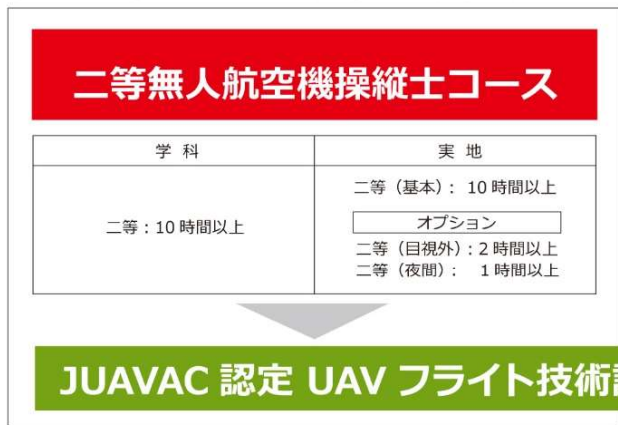 二等無人航空機操縦士コース
学 科
実 地
二等：10 時間以上
二等（基本）： 10 時間以上
オプション
二等（目視外）：2 時間以上
二等（夜間）： 1 時間以上
JUAVAC 認定 UAV フライト技術